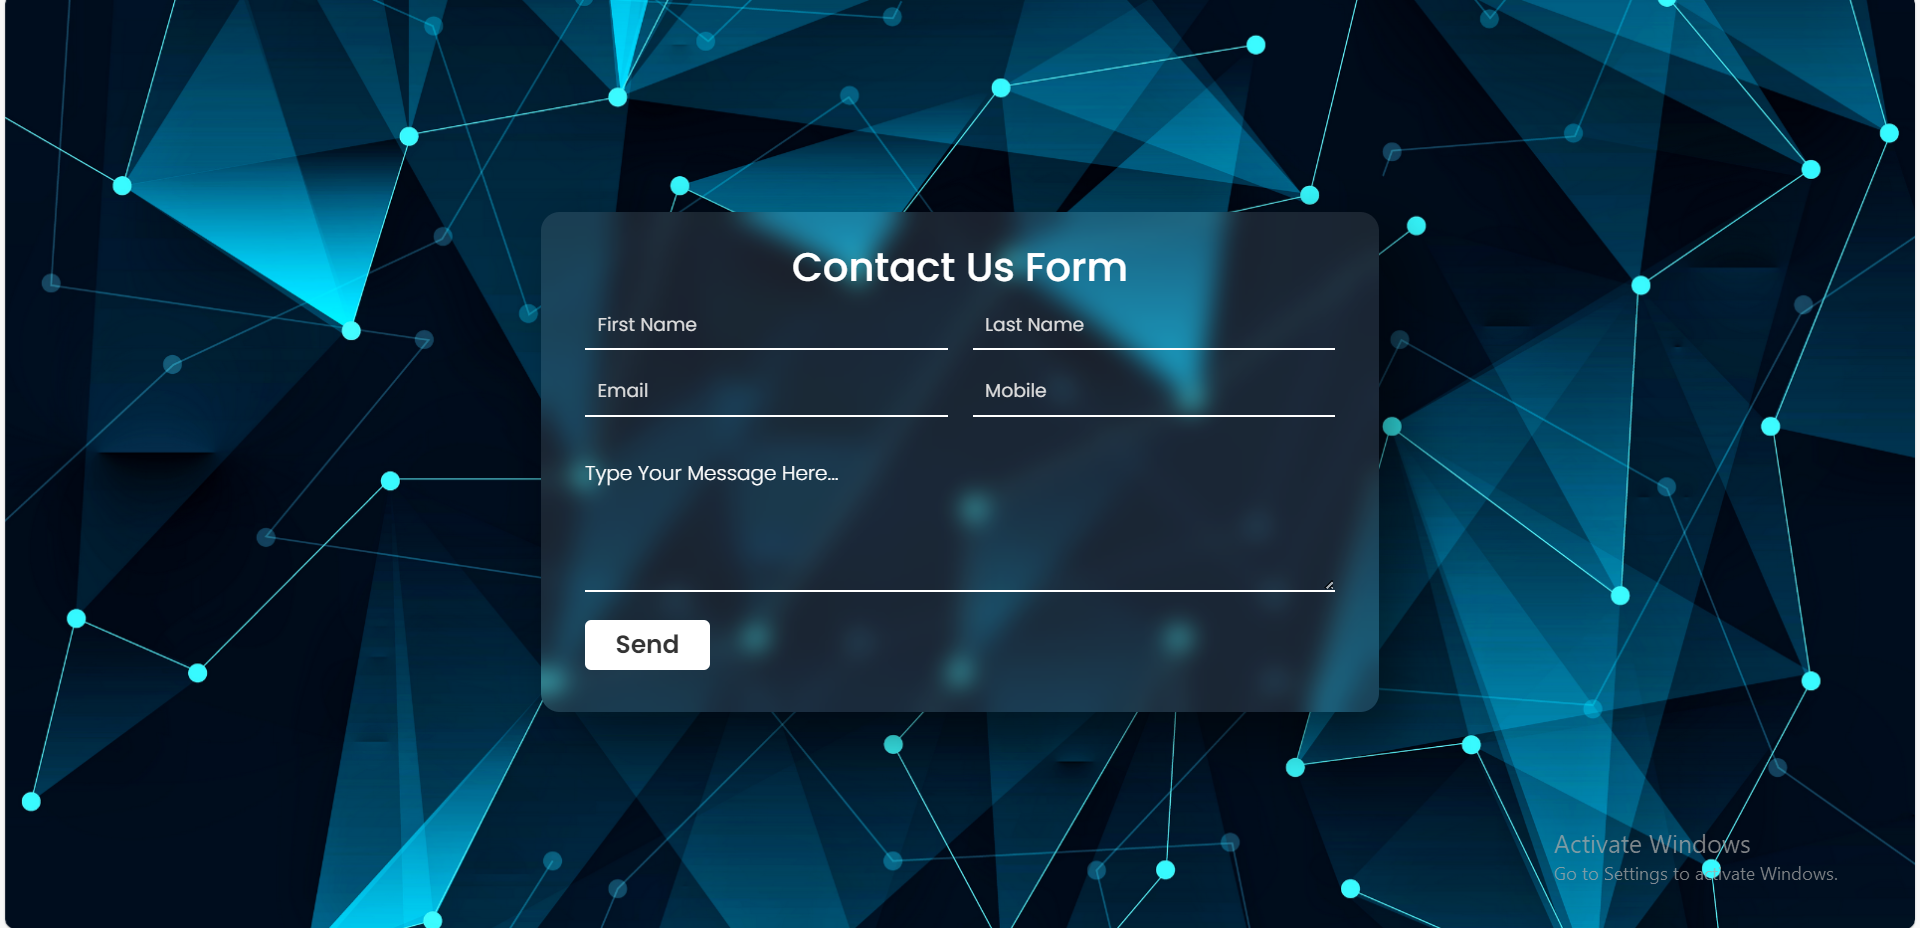 Contact Us Form
First Name
Last Name
Email
Mobile
Type Your Message Here...
Send
Activate Windows
Go to Settings to activate Windows.